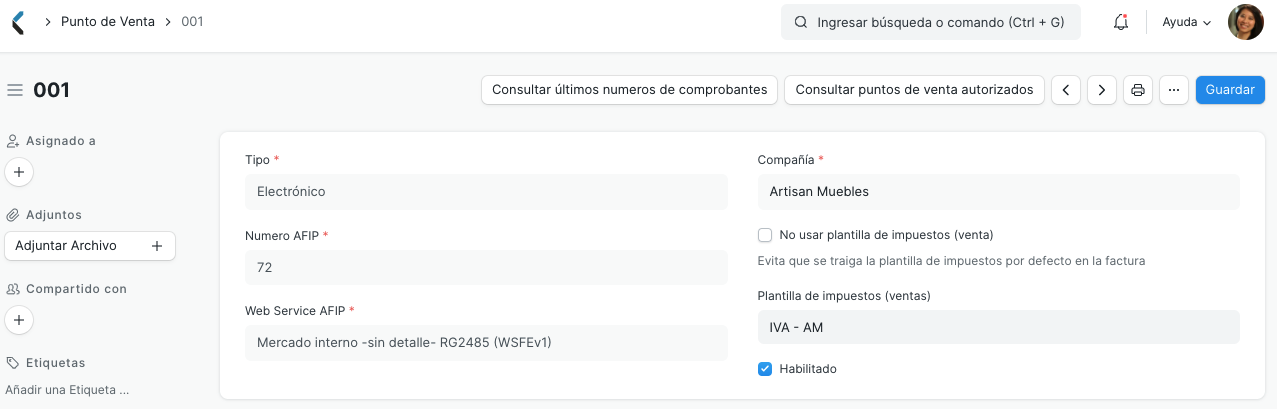 Punto de Venta
001
Ingresar búsqueda o comando (Ctrl + G)
Ayuda
001
Consultar últimos numeros de comprobantes
Consultar puntos de venta autorizados
Guardar
Asignado a
Adjuntos
Adjuntar Archivo
Compartido con
Etiquetas
Añadir una Etiqueta ...
Tipo *
Electrónico
Numero AFIP *
72
Web Service AFIP *
Mercado interno -sin detalle- RG2485 (WSFEv1)
Compañía *
Artisan Muebles
No usar plantilla de impuestos (venta)
Evita que se traiga la plantilla de impuestos por defecto en la factura
Plantilla de impuestos (ventas)
IVA - AM
Habilitado